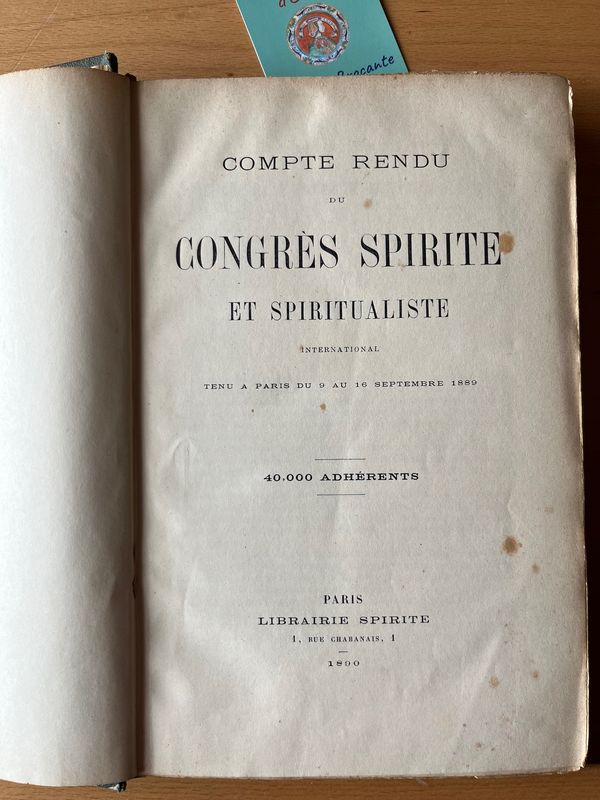 Brocante
COMPTE RENDU
DU
CONGRÈS SPIRITE
ET SPIRITUALISTE
INTERNATIONAL
TENU A PARIS DU 9 AU 16 SEPTEMBRE 1889
40.000 ADHÉRENTS
PARIS
LIBRAIRIE SPIRITE
1, RUE CHABANAIS, 1
1890